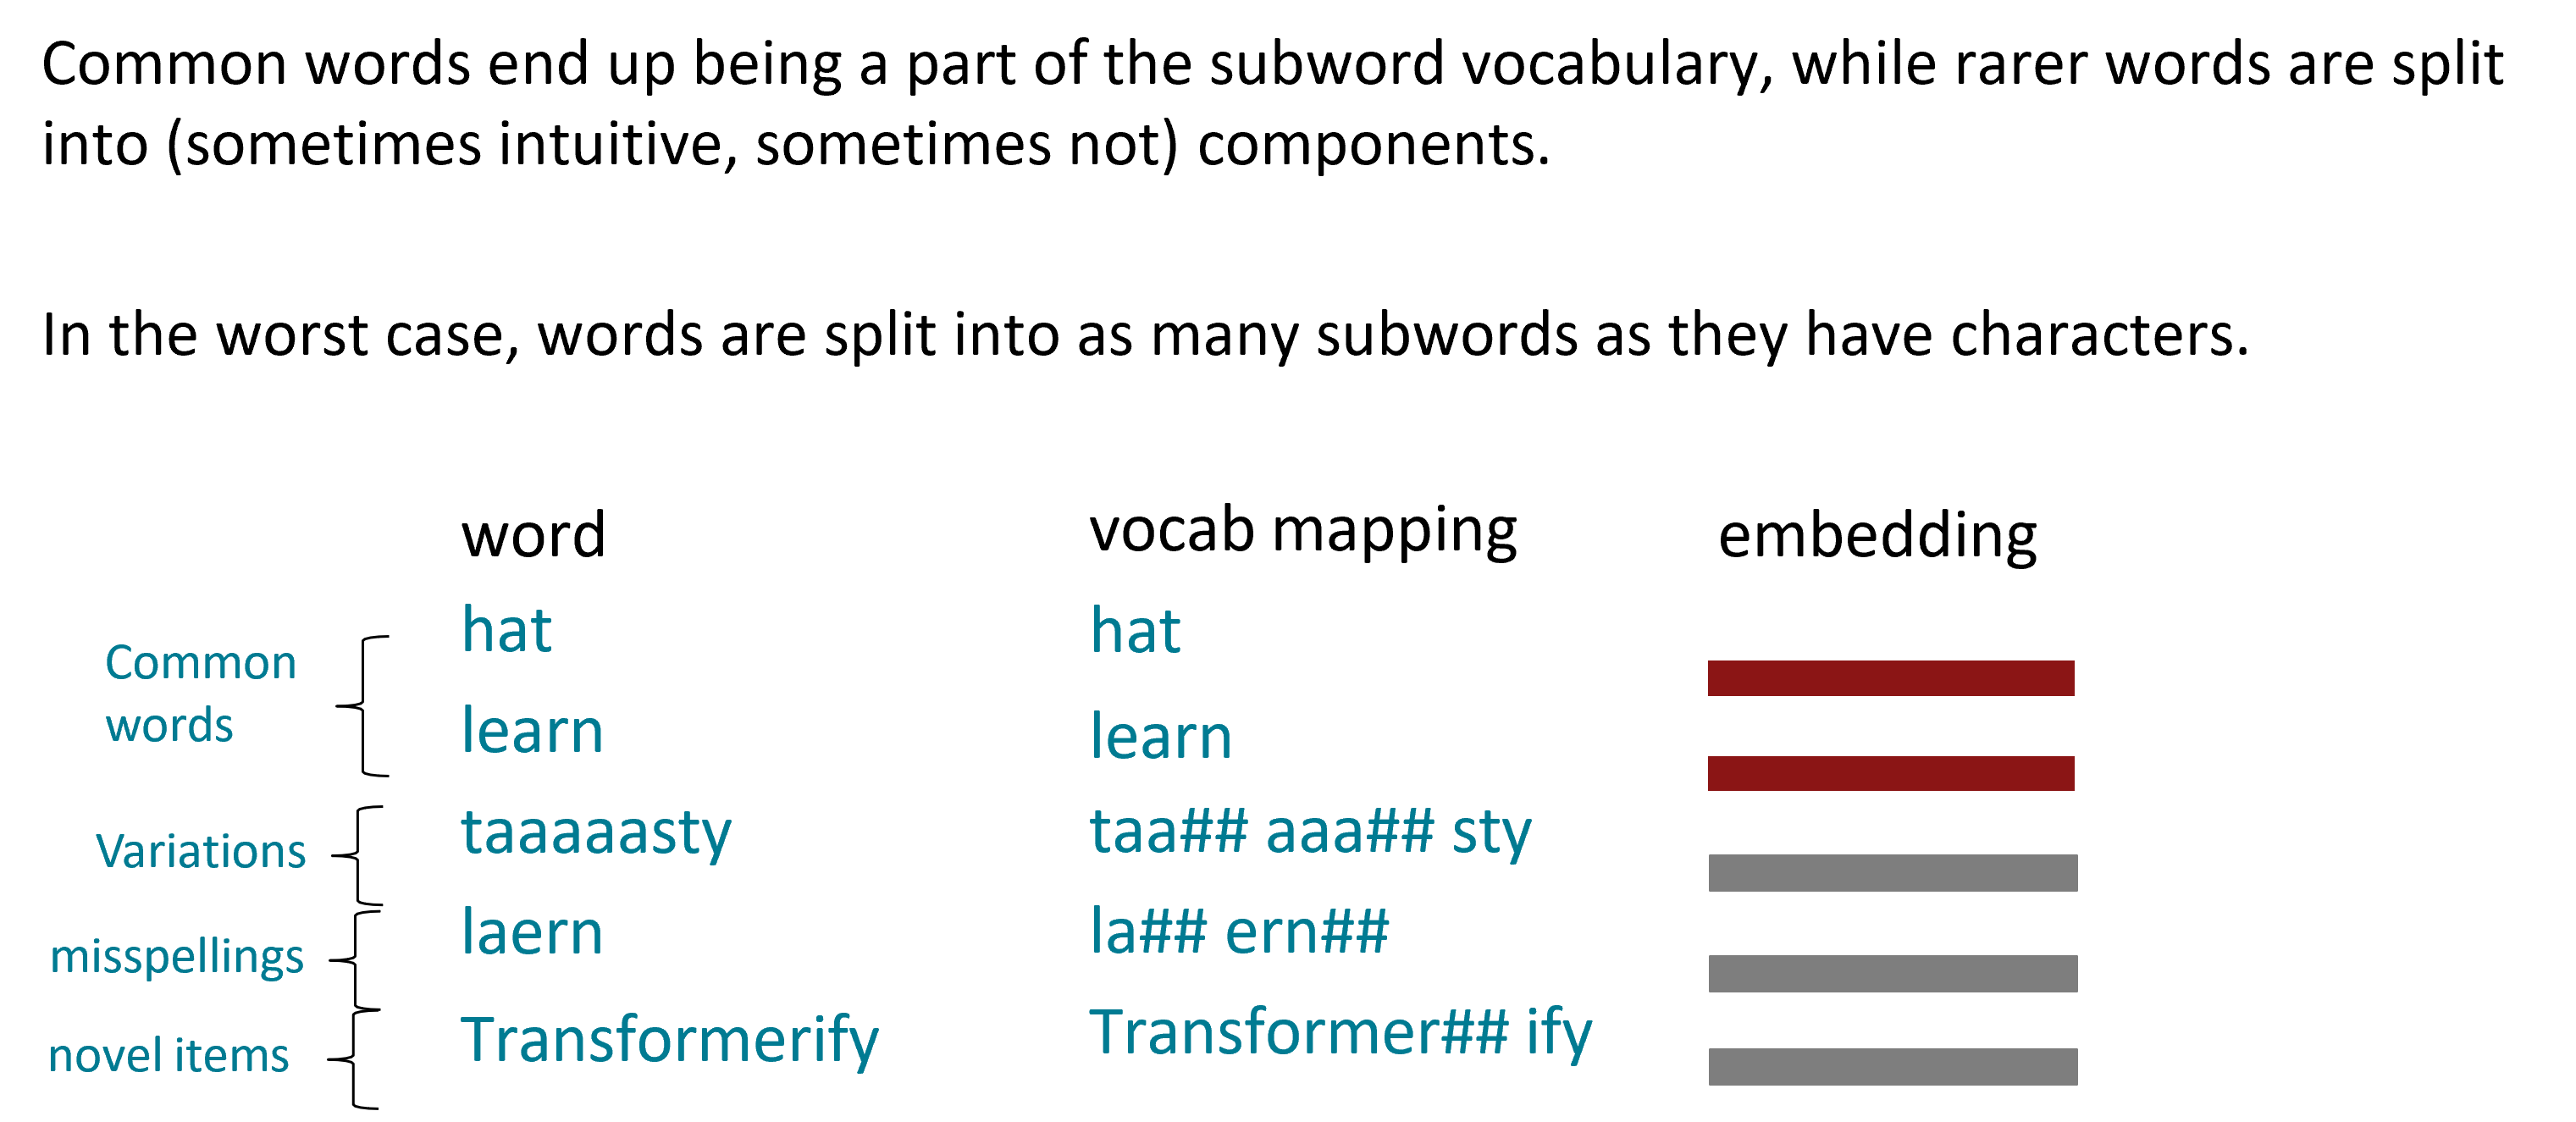 Common words end up being a part of the subword vocabulary, while rarer words are split
into (sometimes intuitive, sometimes not) components.
In the worst case, words are split into as many subwords as they have characters.
word vocab mapping embedding
Common words hat hat
learn learn
Variations taaaaasty taa## aaa## sty
misspellings laern la## ern##
novel items Transformerify Transformer## ify